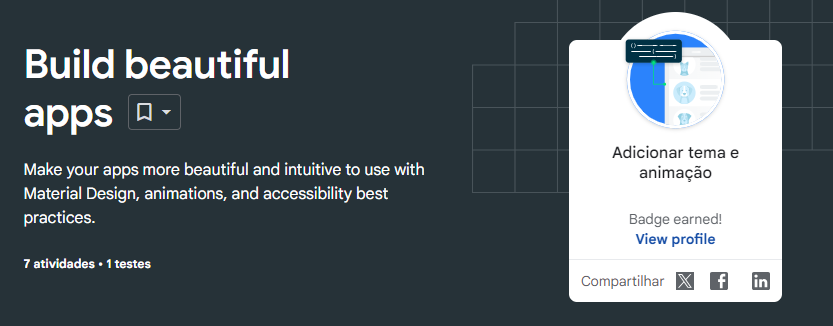 Build beautiful
apps
Make your apps more beautiful and intuitive to use with
Material Design, animations, and accessibility best
practices.
7 atividades • 1 testes
Adicionar tema e
animação
Badge earned!
View profile
Compartilhar